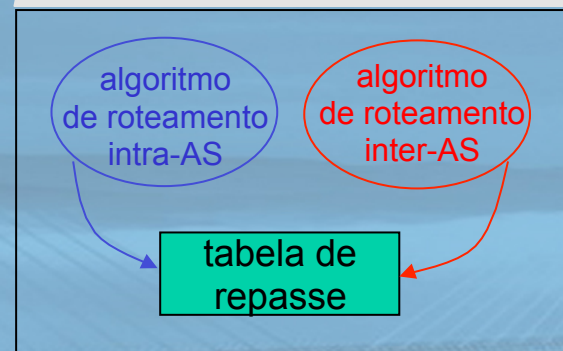 algoritmo
de roteamento
intra-AS
algoritmo
de roteamento
inter-AS
tabela de
repasse